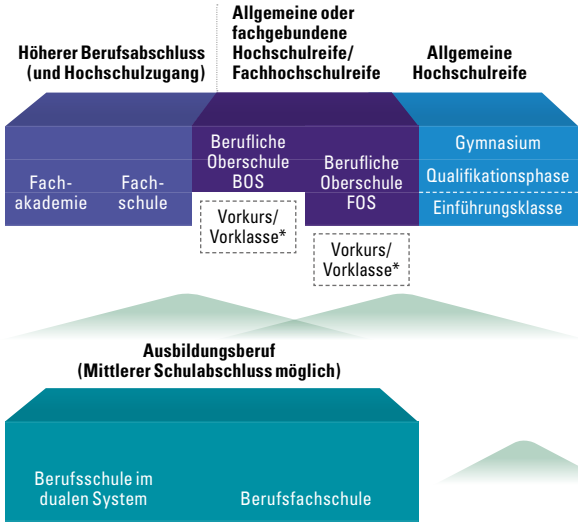 Höherer Berufsabschluss
(und Hochschulzugang)
Allgemeine oder
fachgebundene
Hochschulreife/
Fachhochschulreife
Allgemeine
Hochschulreife
Fach-
akademie
Fach-
schule
Berufliche
Oberschule
BOS
Vorkurs/
Vorklasse*
Berufliche
Oberschule
FOS
Vorkurs/
Vorklasse*
Gymnasium
Qualifikationsphase
Einführungsklasse
Ausbildungsberuf
(Mittlerer Schulabschluss möglich)
Berufsschule im
dualen System
Berufsfachschule